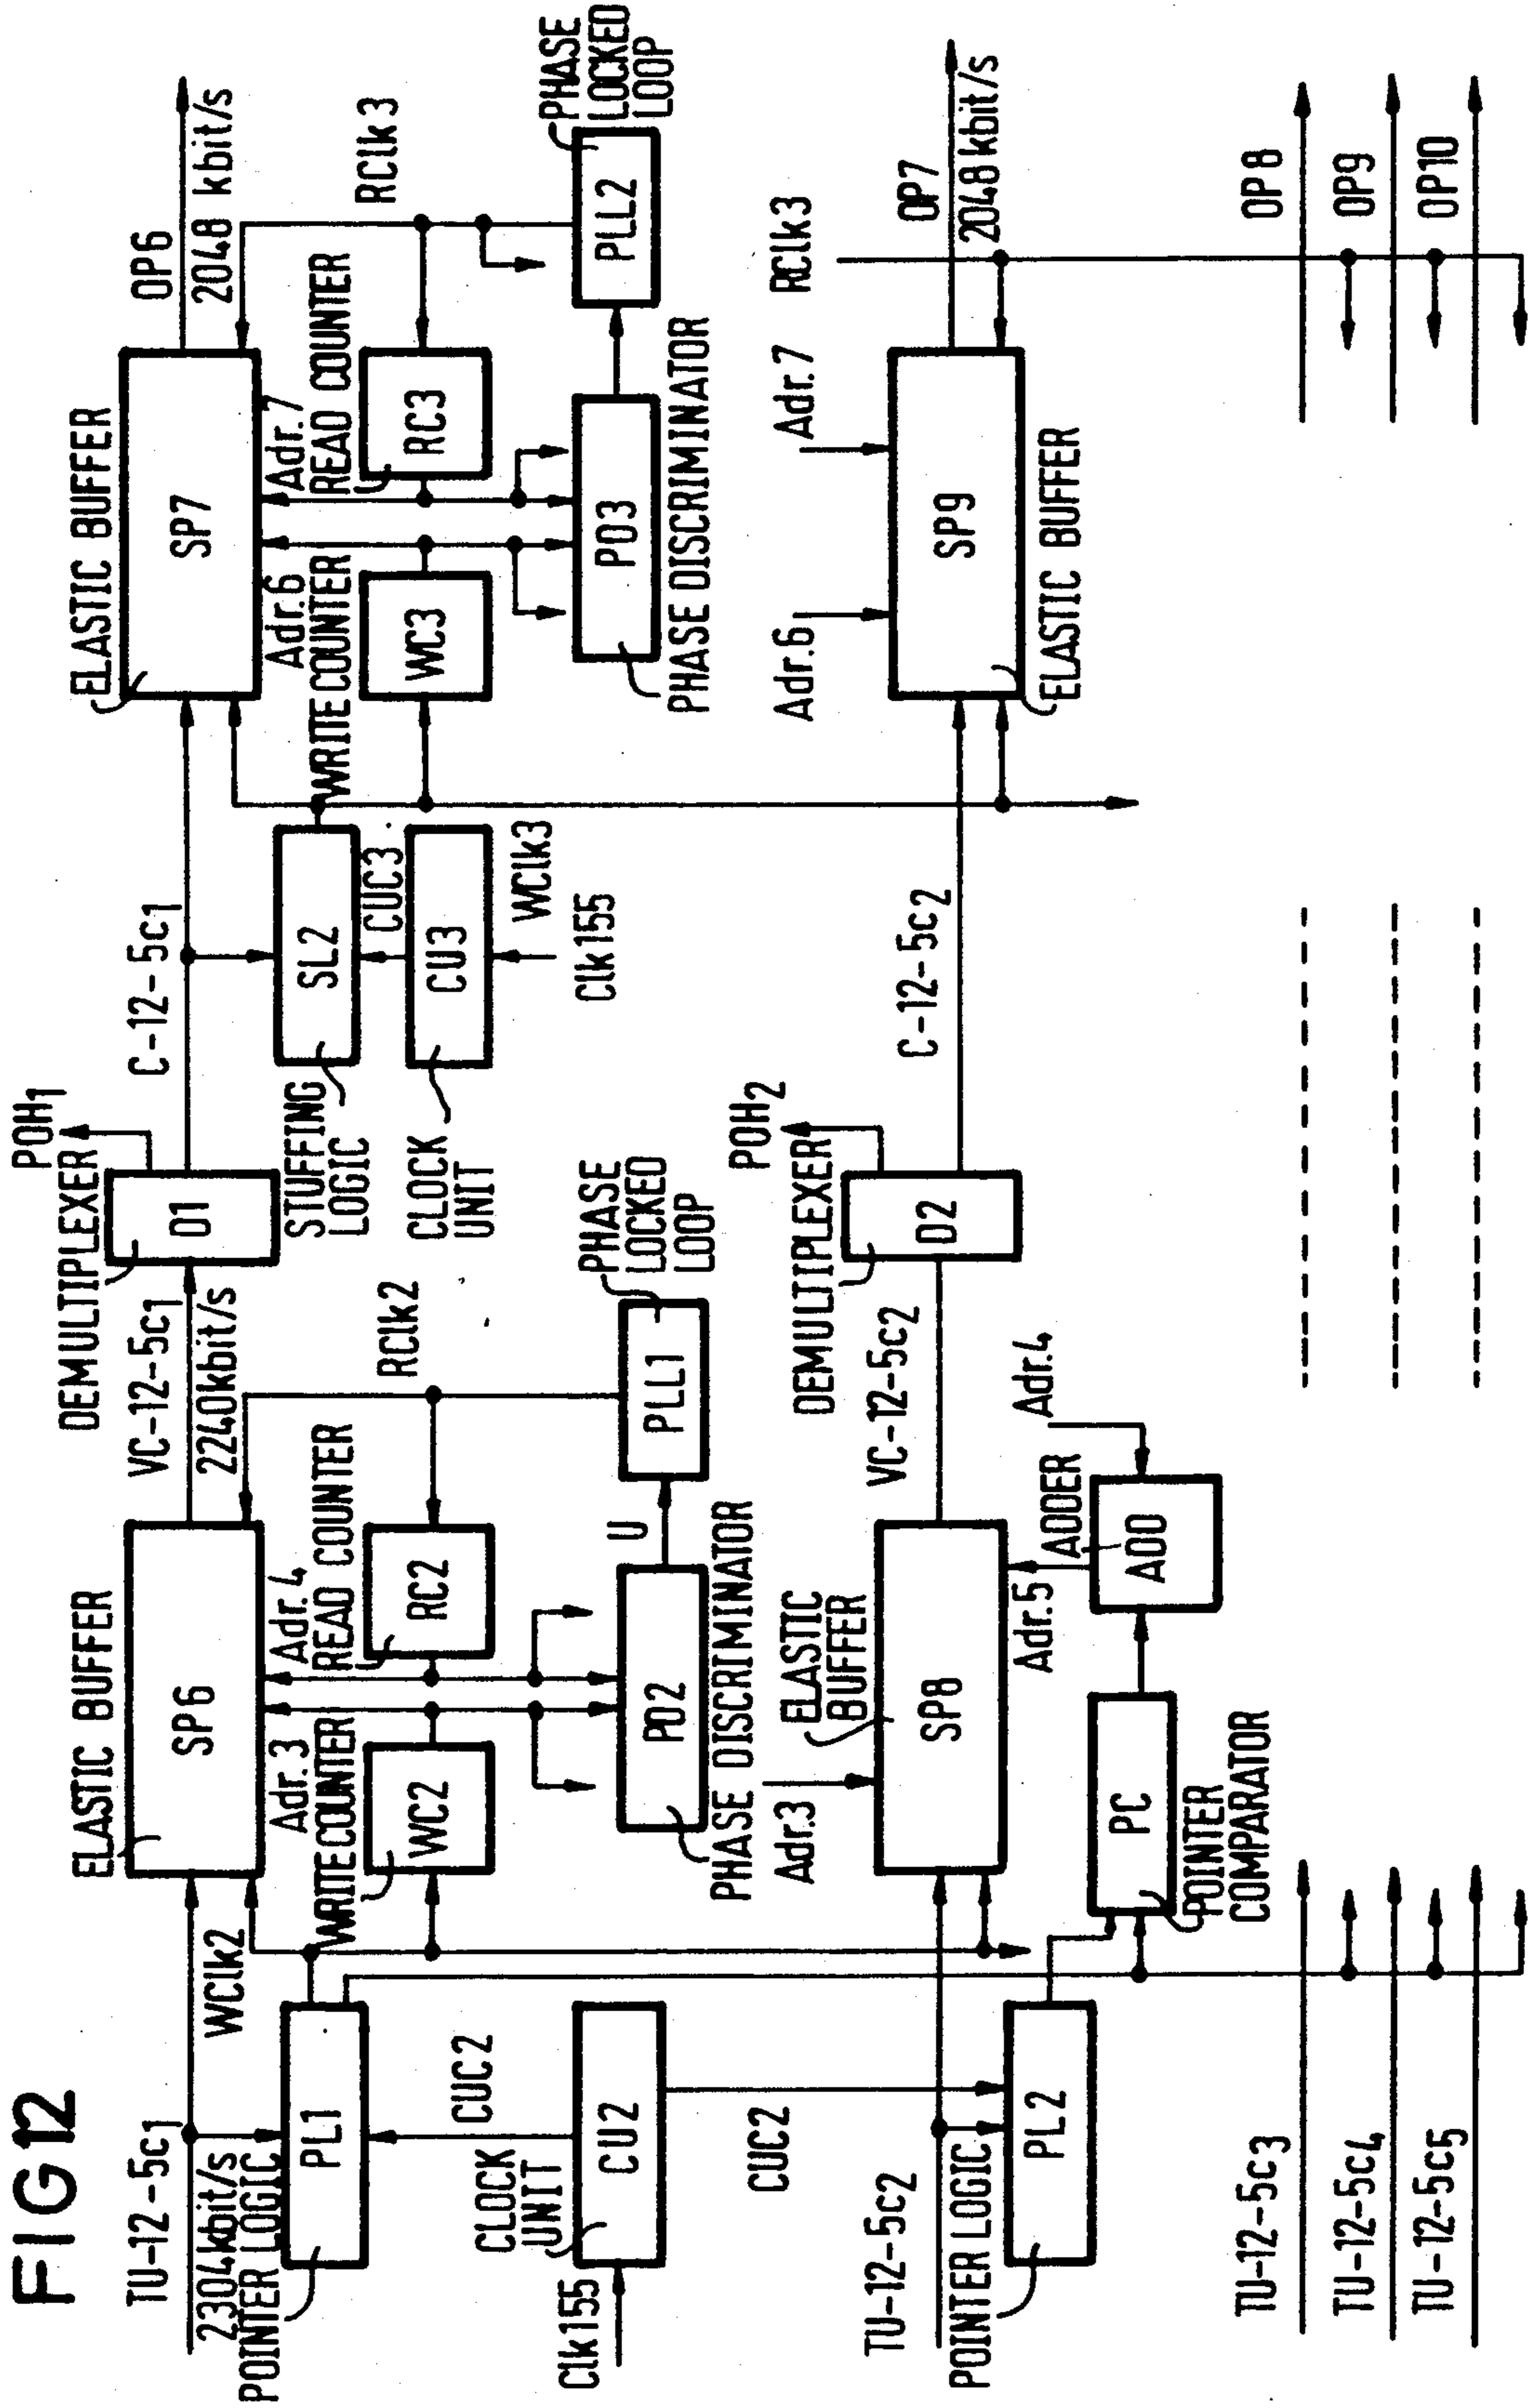 FIG 12
TU-12-5c1
2304 kbit/s
POINTER LOGIC
PL1
WClk2
ELASTIC BUFFER
SP6
Adr.3
WRITE COUNTER
WC2
Adr.4
READ COUNTER
RC2
PD2
PHASE DISCRIMINATOR
U
PLL1
PHASE
LOCKED
LOOP
RClk2
VC-12-5c1
2240 kbit/s
DEMULTIPLEXER
D1
POH1
C-12-5c1
STUFFING
LOGIC
SL2
CUC3
CLOCK
UNIT
CU3
WClk3
Clk155
ELASTIC BUFFER
SP7
Adr.6
WRITE COUNTER
WC3
Adr.7
READ COUNTER
RC3
PD3
PHASE DISCRIMINATOR
PLL2
PHASE
LOCKED
LOOP
RClk3
OP6
2048 kbit/s
CUC2
CLOCK
UNIT
CU2
Clk155
CUC2
TU-12-5c2
POINTER LOGIC
PL2
Adr.3
ELASTIC
BUFFER
SP8
Adr.5
ADDER
ADD
Adr.4
PC
POINTER
COMPARATOR
VC-12-5c2
DEMULTIPLEXER
D2
POH2
C-12-5c2
Adr.6
Adr.7
SP9
ELASTIC BUFFER
RClk3
OP7
2048 kbit/s
TU-12-5c3
OP8
TU-12-5c4
OP9
TU-12-5c5
OP10